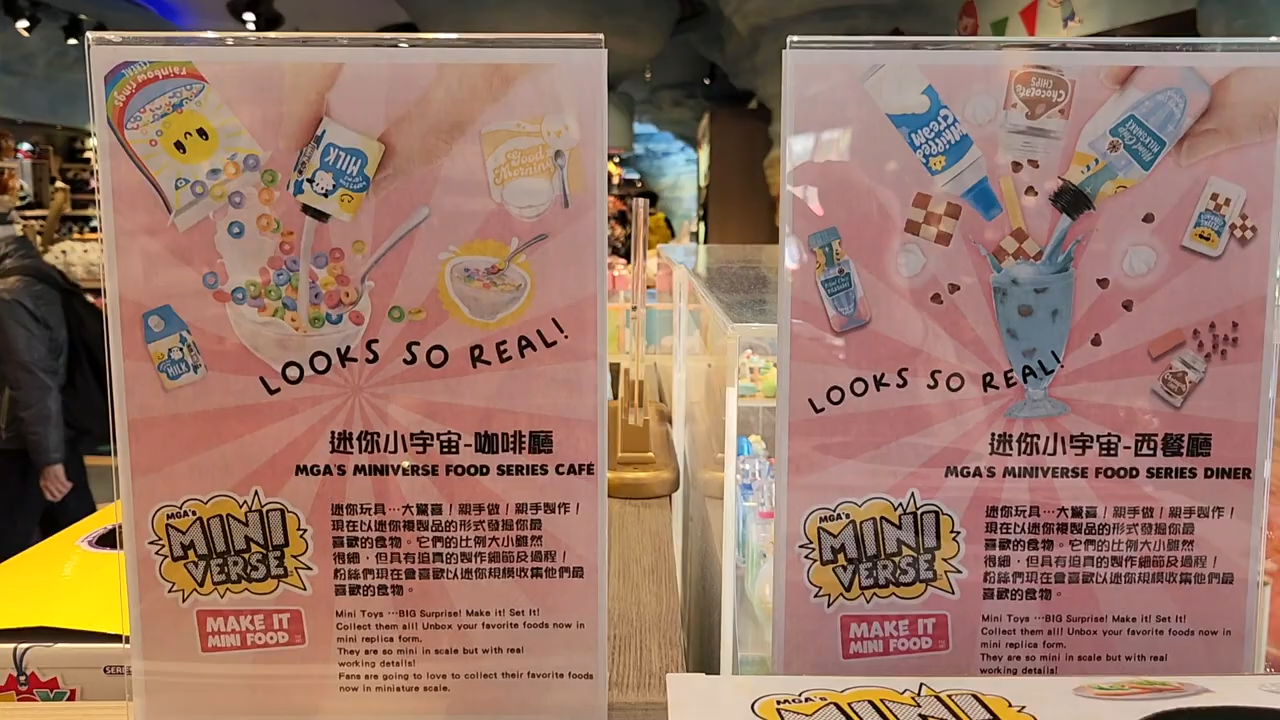 rainbow rings
CEREAL
MILK
Good
Morning
MILK
LOOKS SO REAL!
迷你小宇宙-咖啡廳
MGA'S MINIVERSE FOOD SERIES CAFÉ
MGA's
MINI
VERSE
MAKE IT
MINI FOOD
迷你玩具…大驚喜！親手做！親手製作！
現在以迷你複製品的形式發掘你最
喜歡的食物。它們的比例大小雖然
很細，但具有迫真的製作細節及過程！
粉絲們現在會喜歡以迷你規模收集他們最
喜歡的食物。
Mini Toys …BIG Surprise! Make it! Set It!
Collect them all! Unbox your favorite foods now in
mini replica form.
They are so mini in scale but with real
working details!
Fans are going to love to collect their favorite foods
now in miniature scale.
SERIE
Whipped
CREAM
Chocolate
CHIPS
Mint Chip
MILKSHAKE
LOOKS SO REAL!
迷你小宇宙-西餐廳
MGA'S MINIVERSE FOOD SERIES DINER
MGA's
MINI
VERSE
MAKE IT
MINI FOOD
迷你玩具…大驚喜！親手做！親手製作！
現在以迷你複製品的形式發掘你最
喜歡的食物。它們的比例大小雖然
很細，但具有迫真的製作細節及過程！
粉絲們現在會喜歡以迷你規模收集他們最
喜歡的食物。
Mini Toys …BIG Surprise! Make it! Set It!
Collect them all! Unbox your favorite foods now in
mini replica form.
They are so mini in scale but with real
working details!
MGA's
MINI